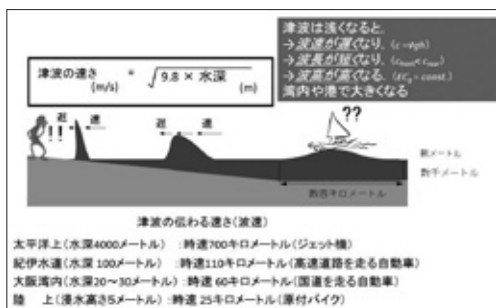 津波は浅くなると、
→波速が遅くなり、(c=√gh)
→波長が短くなり、
→波高が高くなる。(EC₉=const.)
湾内や港で大きくなる
津波の速さ = √9.8 × 水深
(m/s) (m)
??
!!
遅 速
遅 速
数メートル
数千メートル
数百キロメートル
津波の伝わる速さ(波速)
太平洋上(水深4000メートル) :時速700キロメートル(ジェット機)
紀伊水道(水深 100メートル) :時速110キロメートル(高速道路を走る自動車)
大阪湾内(水深20～30メートル) :時速 60キロメートル(国道を走る自動車)
陸 上(浸水高さ5メートル) :時速 25キロメートル(原付バイク)